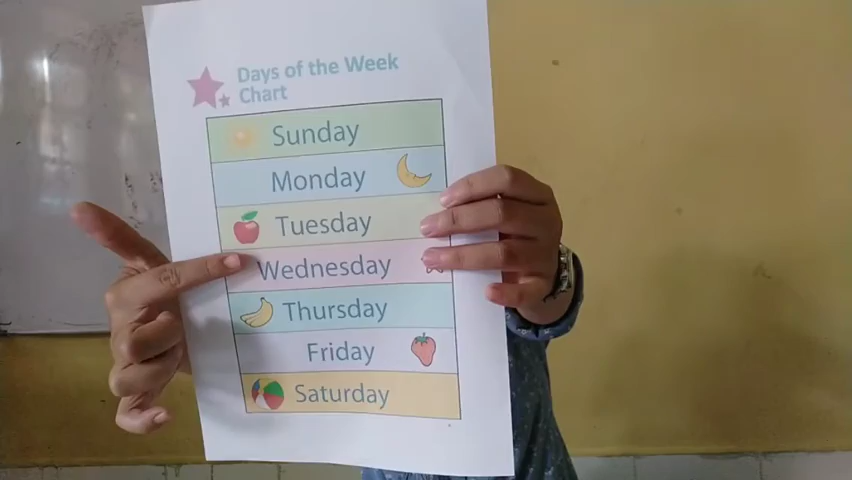 Days of the Week
Chart
Sunday
Monday
Tuesday
Wednesday
Thursday
Friday
Saturday